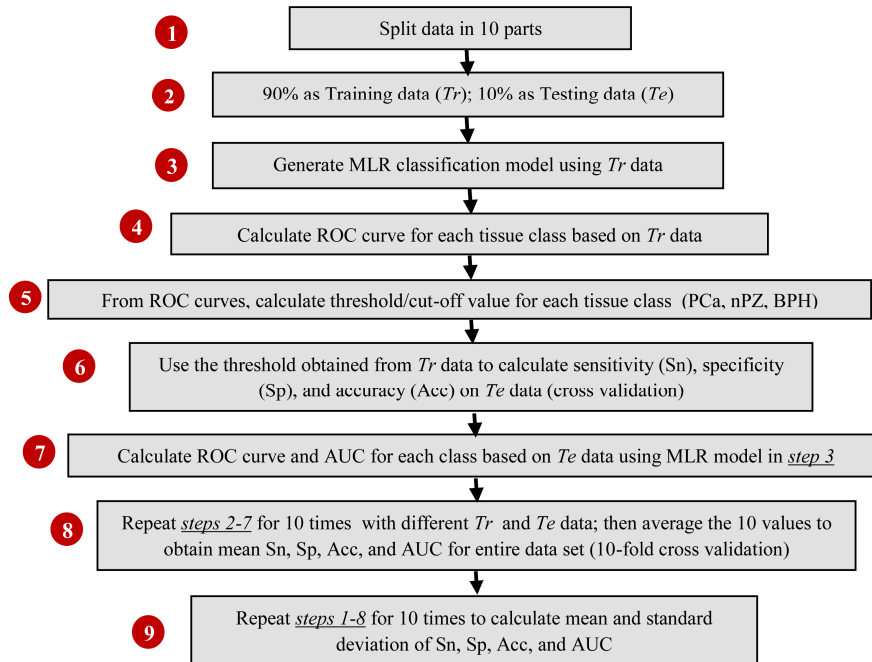 1
Split data in 10 parts
2
90% as Training data (Tr); 10% as Testing data (Te)
3
Generate MLR classification model using Tr data
4
Calculate ROC curve for each tissue class based on Tr data
5
From ROC curves, calculate threshold/cut-off value for each tissue class (PCa, nPZ, BPH)
6
Use the threshold obtained from Tr data to calculate sensitivity (Sn), specificity
(Sp), and accuracy (Acc) on Te data (cross validation)
7
Calculate ROC curve and AUC for each class based on Te data using MLR model in step 3
8
Repeat steps 2-7 for 10 times with different Tr and Te data; then average the 10 values to
obtain mean Sn, Sp, Acc, and AUC for entire data set (10-fold cross validation)
9
Repeat steps 1-8 for 10 times to calculate mean and standard
deviation of Sn, Sp, Acc, and AUC